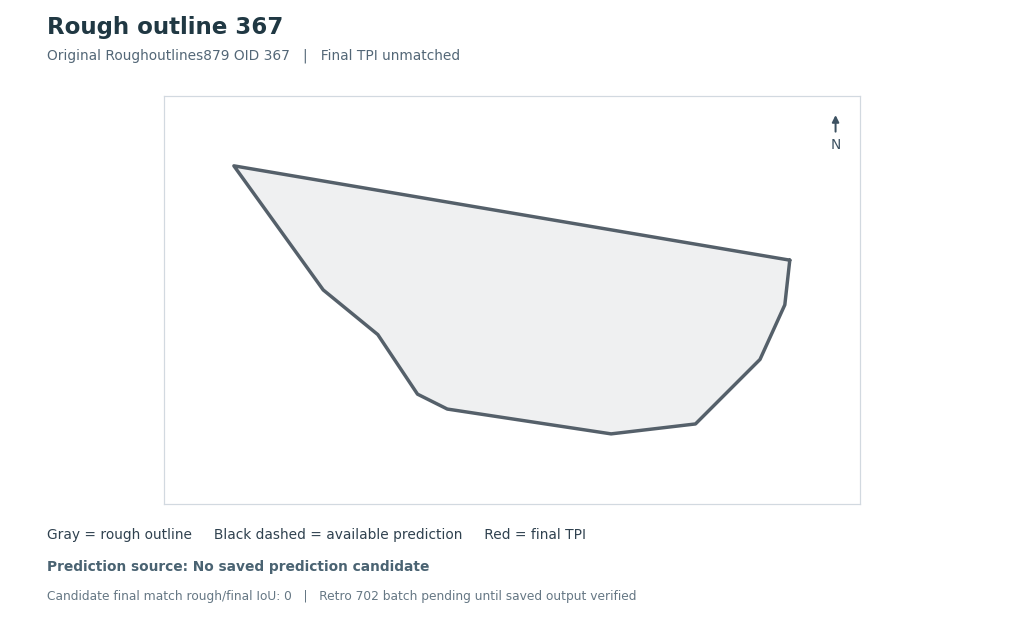 Rough outline 367
Original Roughoutlines879 OID 367   |   Final TPI unmatched
N
Gray = rough outline     Black dashed = available prediction     Red = final TPI
Prediction source: No saved prediction candidate
Candidate final match rough/final IoU: 0   |   Retro 702 batch pending until saved output verified